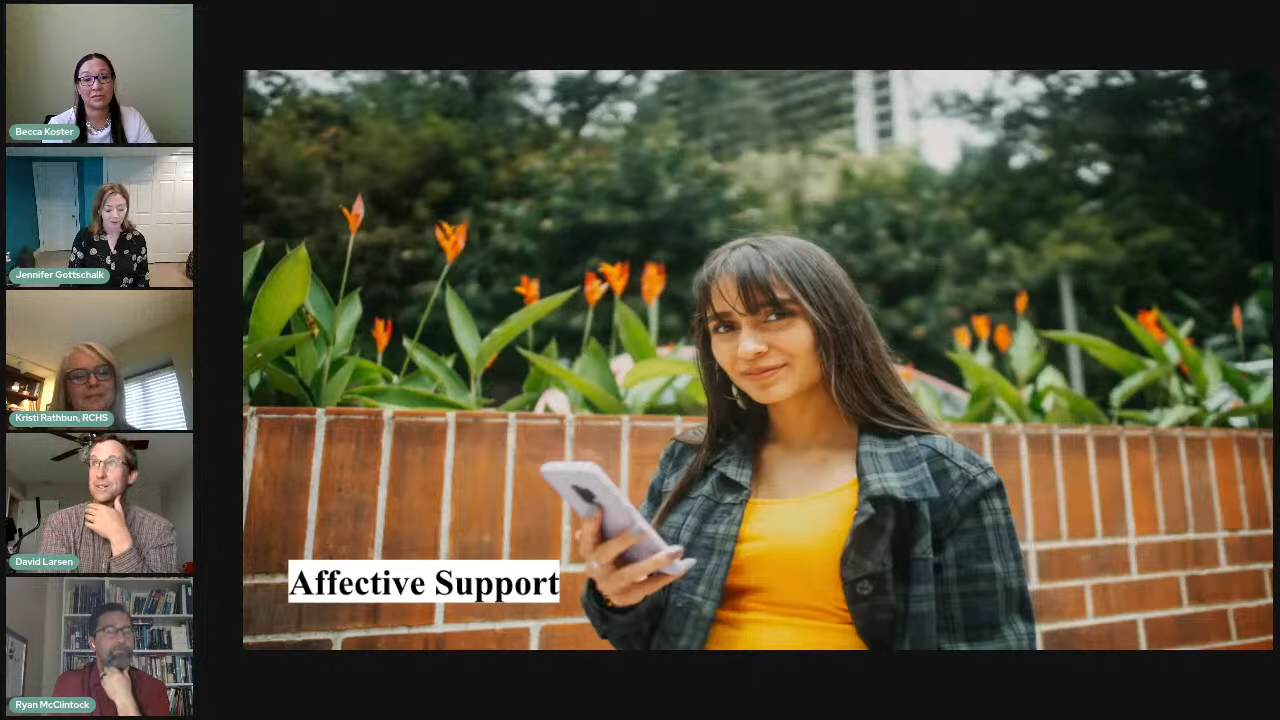 Becca Koster
Jennifer Gottschalk
Kristi Rathbun, RCHS
David Larsen
Ryan McClintock
Affective Support